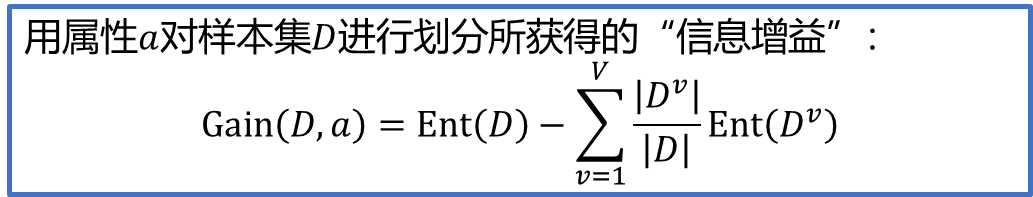 用属性a对样本集D进行划分所获得的“信息增益”：
Gain(D, a) = Ent(D) − ∑_{v=1}^{V} \frac{|D^v|}{|D|} Ent(D^v)